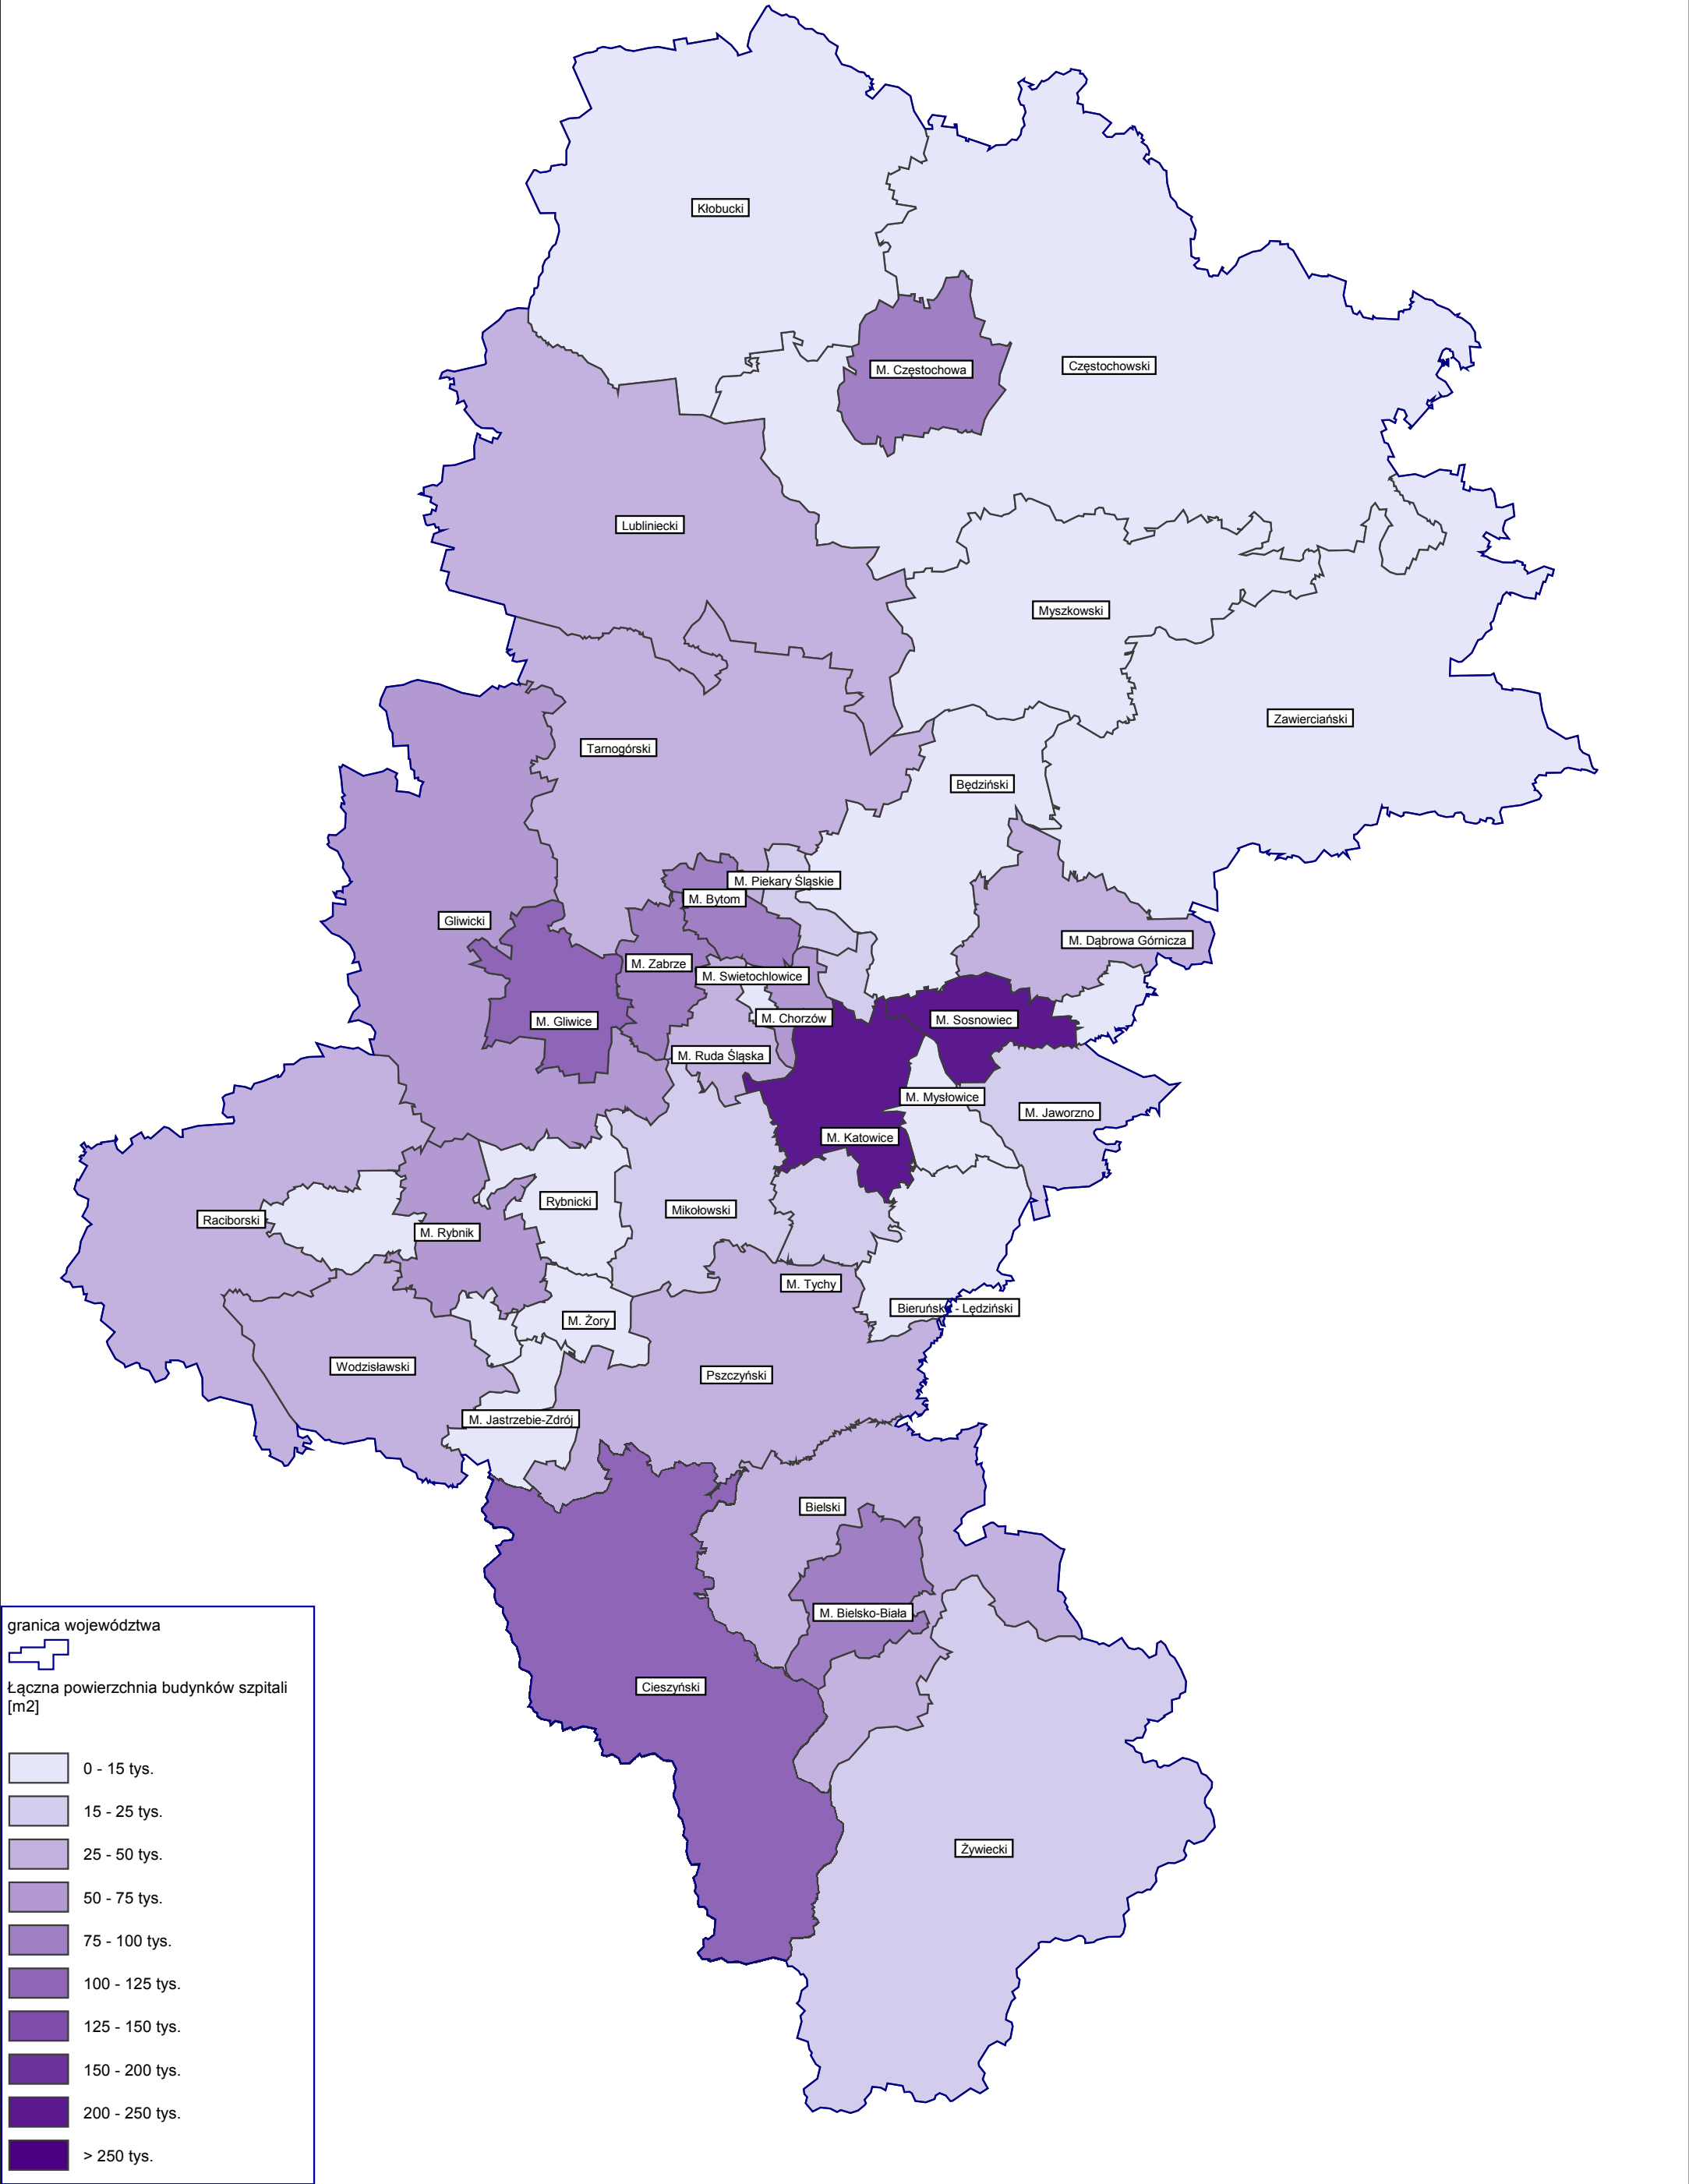 Kłobucki
Częstochowski
M. Częstochowa
Lubliniecki
Myszkowski
Zawierciański
Tarnogórski
Będziński
M. Piekary Śląskie
M. Bytom
Gliwicki
M. Dąbrowa Górnicza
M. Zabrze
M. Swietochlowice
M. Gliwice
M. Chorzów
M. Sosnowiec
M. Ruda Śląska
M. Mysłowice
M. Jaworzno
M. Katowice
Rybnicki
Mikołowski
Raciborski
M. Rybnik
M. Tychy
Bieruńsko - Lędziński
M. Żory
Wodzisławski
Pszczyński
M. Jastrzebie-Zdrój
Bielski
M. Bielsko-Biała
Cieszyński
Żywiecki
granica województwa
Łączna powierzchnia budynków szpitali
[m2]
0 - 15 tys.
15 - 25 tys.
25 - 50 tys.
50 - 75 tys.
75 - 100 tys.
100 - 125 tys.
125 - 150 tys.
150 - 200 tys.
200 - 250 tys.
> 250 tys.